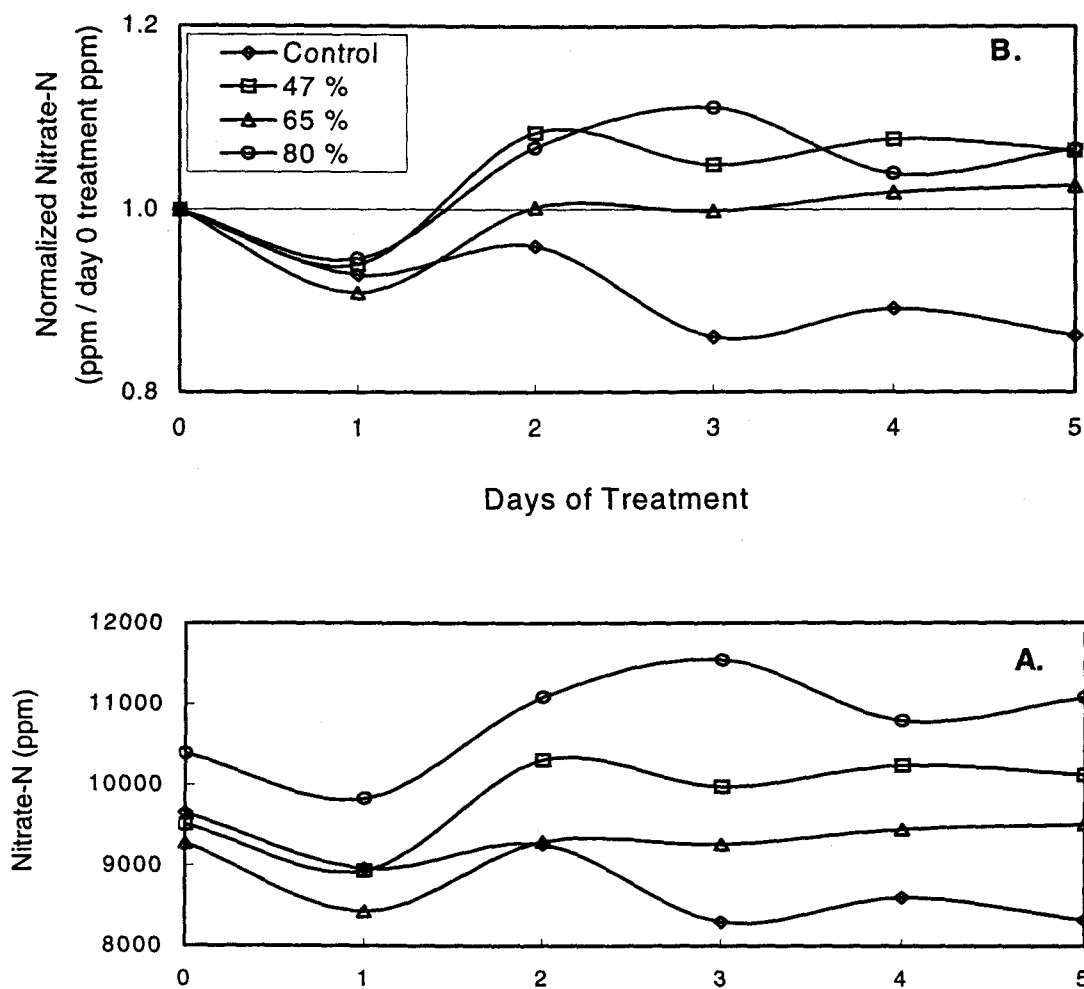 1.2
B.
Control
47 %
65 %
80 %
1.0
0.8
Normalized Nitrate-N
(ppm / day 0 treatment ppm)
0 1 2 3 4 5
Days of Treatment
12000
A.
11000
10000
9000
8000
Nitrate-N (ppm)
0 1 2 3 4 5